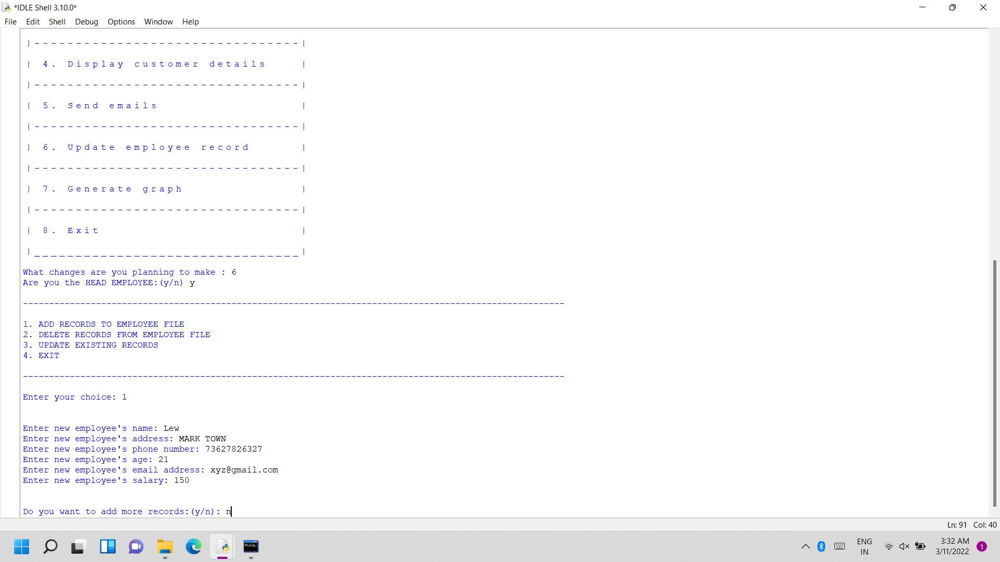 *IDLE Shell 3.10.0*
File Edit Shell Debug Options Window Help
|--------------------------------|
| 4. Display customer details |
|--------------------------------|
| 5. Send emails |
|--------------------------------|
| 6. Update employee record |
|--------------------------------|
| 7. Generate graph |
|--------------------------------|
| 8. Exit |
|________________________________|
What changes are you planning to make : 6
Are you the HEAD EMPLOYEE:(y/n) y
--------------------------------------------------------------------------------------------------------
1. ADD RECORDS TO EMPLOYEE FILE
2. DELETE RECORDS FROM EMPLOYEE FILE
3. UPDATE EXISTING RECORDS
4. EXIT
--------------------------------------------------------------------------------------------------------
Enter your choice: 1
Enter new employee's name: Lew
Enter new employee's address: MARK TOWN
Enter new employee's phone number: 73627826327
Enter new employee's age: 21
Enter new employee's email address: xyz@gmail.com
Enter new employee's salary: 150
Do you want to add more records:(y/n): n
Ln: 91 Col: 40
MySQL
ENG
IN
3:32 AM
3/11/2022
1